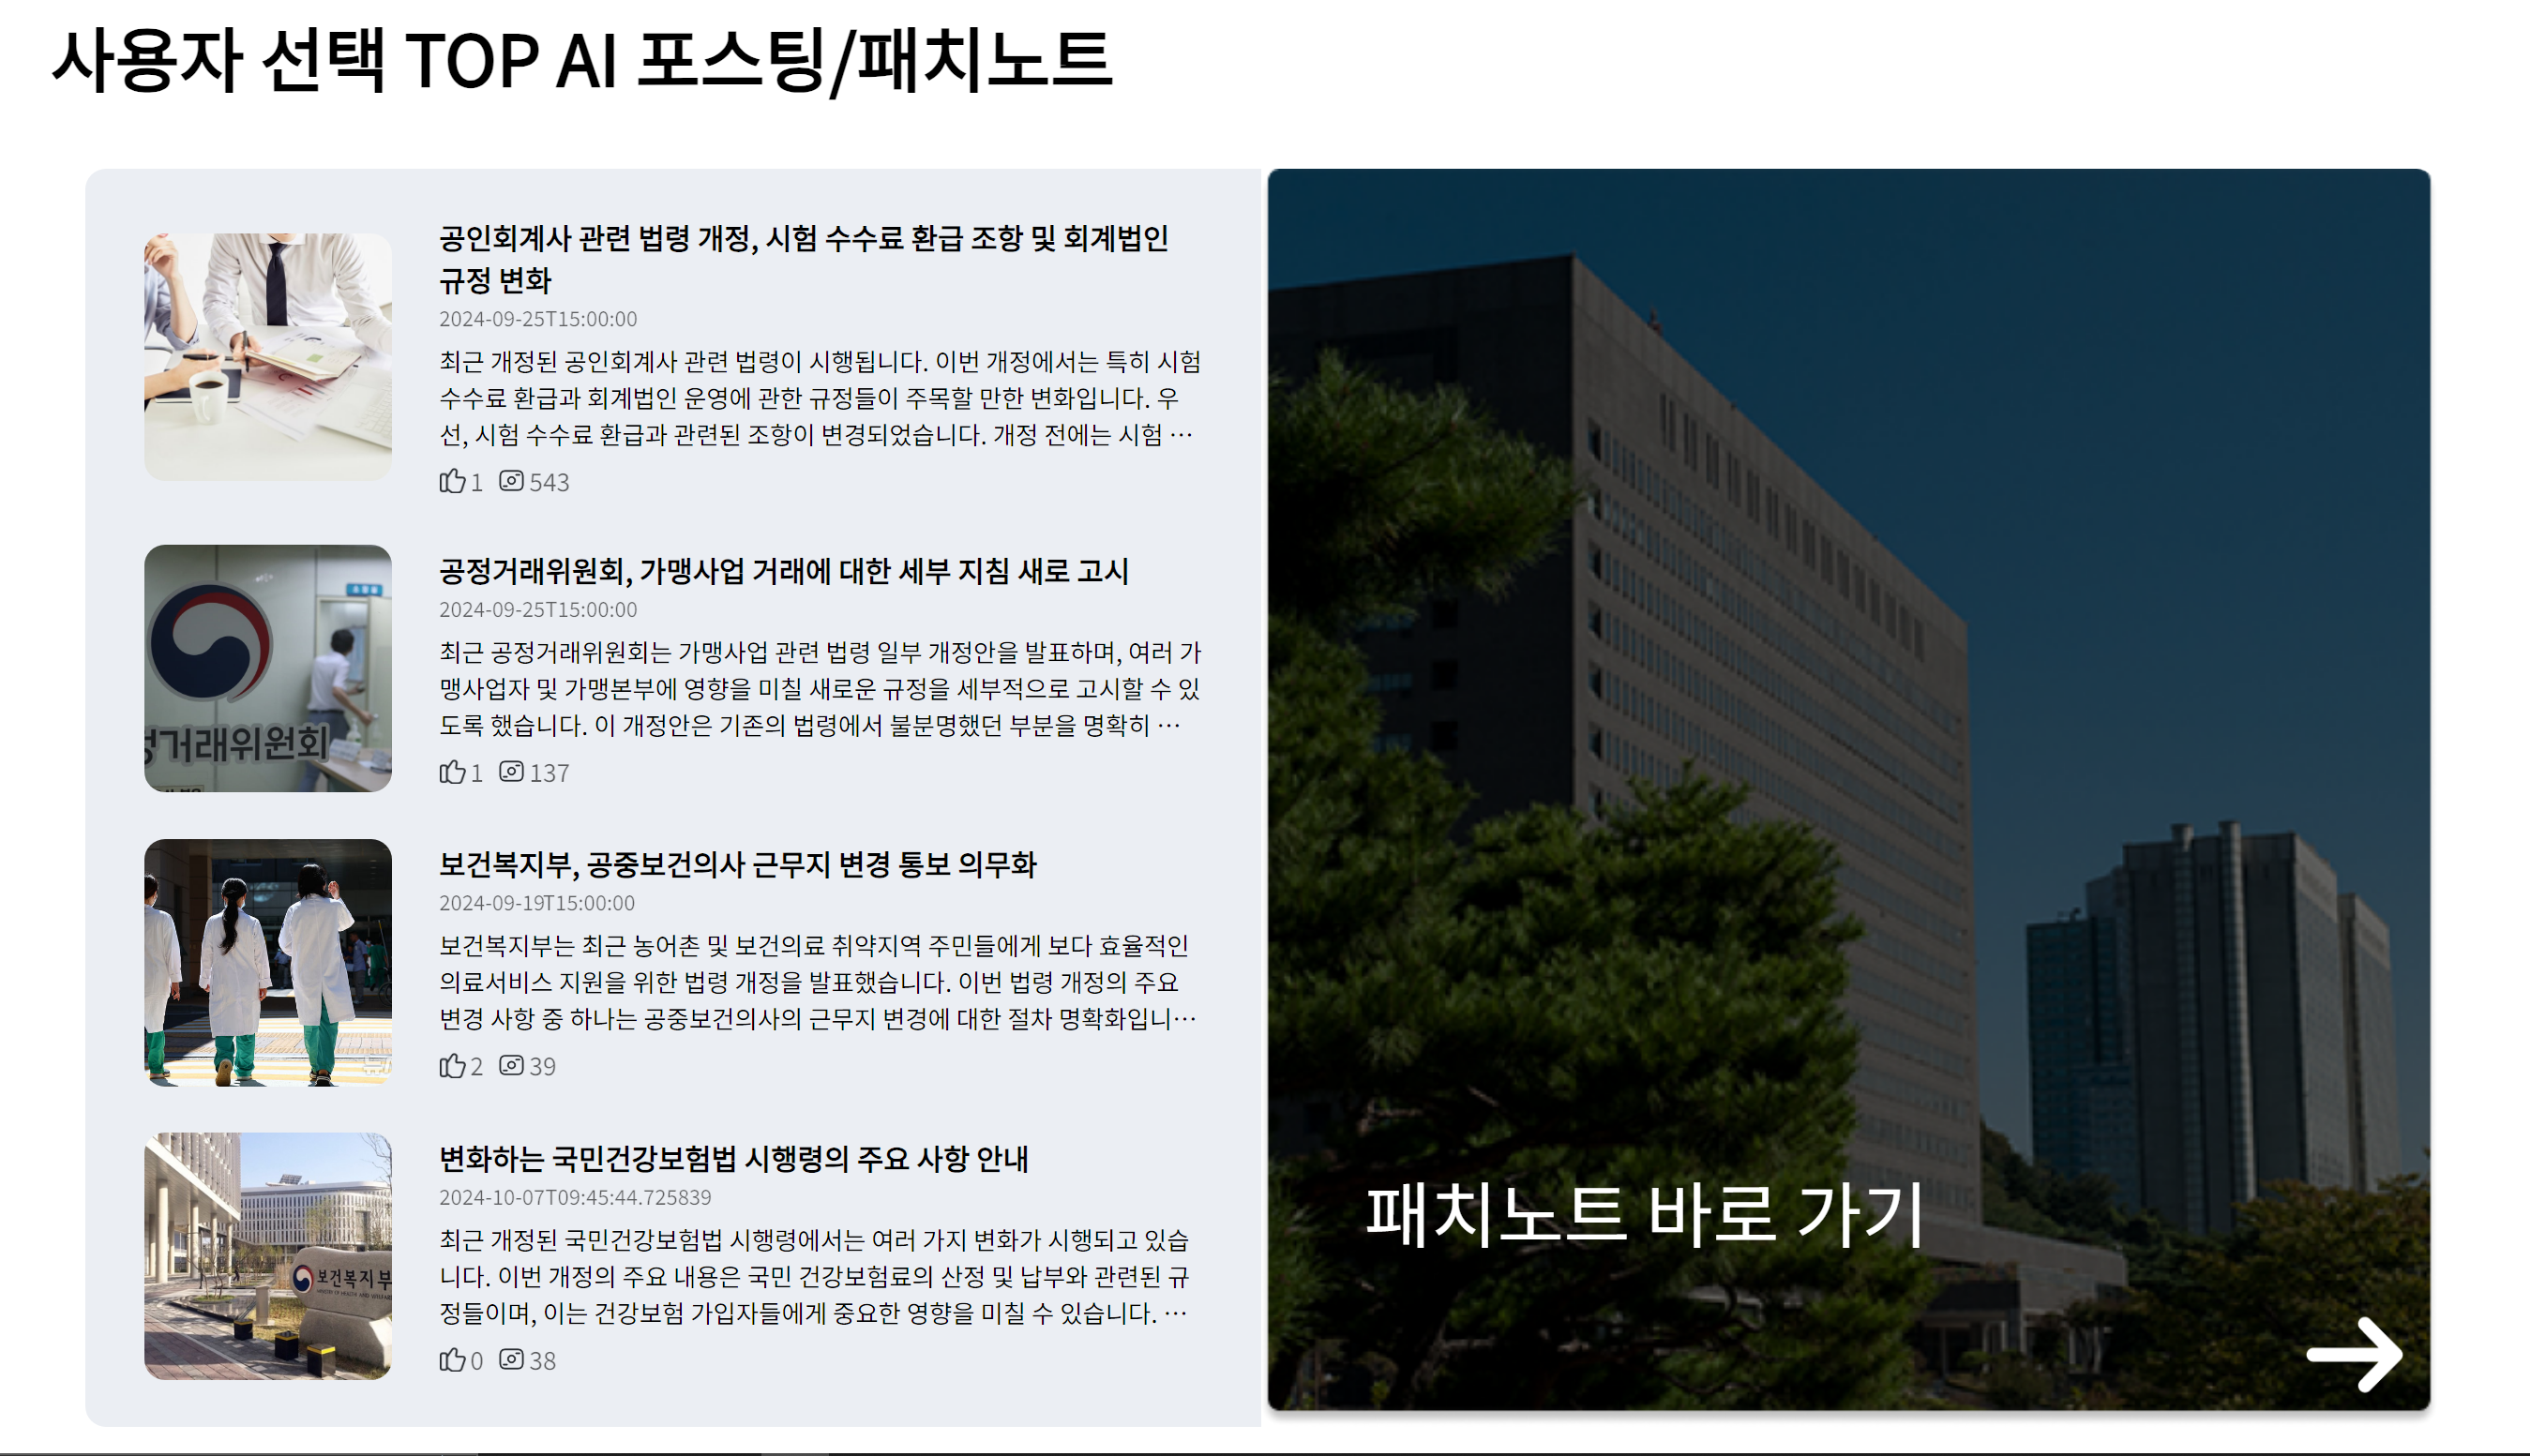 사용자 선택 TOP AI 포스팅/패치노트
공인회계사 관련 법령 개정, 시험 수수료 환급 조항 및 회계법인
규정 변화
2024-09-25T15:00:00
최근 개정된 공인회계사 관련 법령이 시행됩니다. 이번 개정에서는 특히 시험
수수료 환급과 회계법인 운영에 관한 규정들이 주목할 만한 변화입니다. 우
선, 시험 수수료 환급과 관련된 조항이 변경되었습니다. 개정 전에는 시험 …
1 543
정거래위원회
공정거래위원회, 가맹사업 거래에 대한 세부 지침 새로 고시
2024-09-25T15:00:00
최근 공정거래위원회는 가맹사업 관련 법령 일부 개정안을 발표하며, 여러 가
맹사업자 및 가맹본부에 영향을 미칠 새로운 규정을 세부적으로 고시할 수 있
도록 했습니다. 이 개정안은 기존의 법령에서 불분명했던 부분을 명확히 …
1 137
보건복지부, 공중보건의사 근무지 변경 통보 의무화
2024-09-19T15:00:00
보건복지부는 최근 농어촌 및 보건의료 취약지역 주민들에게 보다 효율적인
의료서비스 지원을 위한 법령 개정을 발표했습니다. 이번 법령 개정의 주요
변경 사항 중 하나는 공중보건의사의 근무지 변경에 대한 절차 명확화입니…
2 39
보건복지부
변화하는 국민건강보험법 시행령의 주요 사항 안내
2024-10-07T09:45:44.725839
최근 개정된 국민건강보험법 시행령에서는 여러 가지 변화가 시행되고 있습
니다. 이번 개정의 주요 내용은 국민 건강보험료의 산정 및 납부와 관련된 규
정들이며, 이는 건강보험 가입자들에게 중요한 영향을 미칠 수 있습니다. …
0 38
패치노트 바로 가기